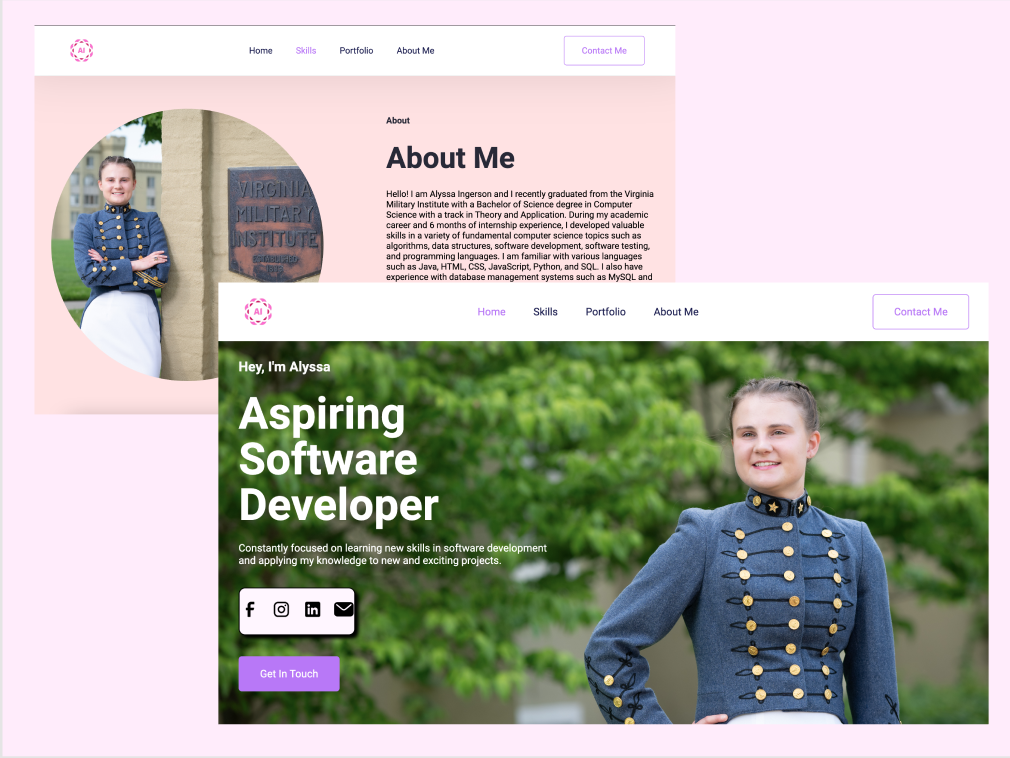 AI
Home Skills Portfolio About Me
Contact Me
About
About Me
Hello! I am Alyssa Ingerson and I recently graduated from the Virginia
Military Institute with a Bachelor of Science degree in Computer
Science with a track in Theory and Application. During my academic
career and 6 months of internship experience, I developed valuable
skills in a variety of fundamental computer science topics such as
algorithms, data structures, software development, software testing,
and programming languages. I am familiar with various languages
such as Java, HTML, CSS, JavaScript, Python, and SQL. I also have
experience with database management systems such as MySQL and
VIRGINIA
MILITARY
INSTITUTE
ESTABLISHED
AI
Home Skills Portfolio About Me
Contact Me
Hey, I'm Alyssa
Aspiring
Software
Developer
Constantly focused on learning new skills in software development
and applying my knowledge to new and exciting projects.
Get In Touch